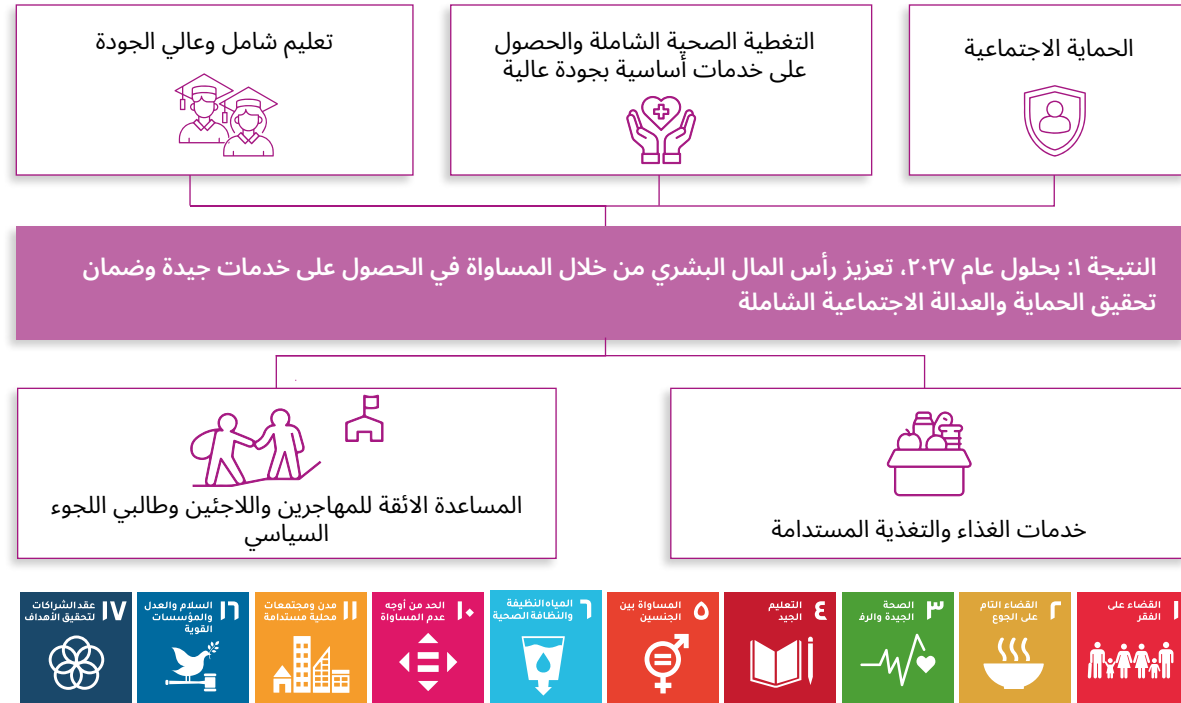 الحماية الاجتماعية
التغطية الصحية الشاملة والحصول
على خدمات أساسية بجودة عالية
تعليم شامل وعالي الجودة
النتيجة ١: بحلول عام ٢٠٢٧، تعزيز رأس المال البشري من خلال المساواة في الحصول على خدمات جيدة وضمان
تحقيق الحماية والعدالة الاجتماعية الشاملة
خدمات الغذاء والتغذية المستدامة
المساعدة الائقة للمهاجرين واللاجئين وطالبي اللجوء
السياسي
١ القضاء على
الفقر
٢ القضاء التام
على الجوع
٣ الصحة
الجيدة والرف
٤ التعليم
الجيد
٥ المساواة بين
الجنسين
٦ المياه النظيفة
والنظافة الصحية
١٠ الحد من أوجه
عدم المساواة
١١ مدن ومجتمعات
محلية مستدامة
١٦ السلام والعدل
والمؤسسات
القوية
١٧ عقد الشراكات
لتحقيق الأهداف